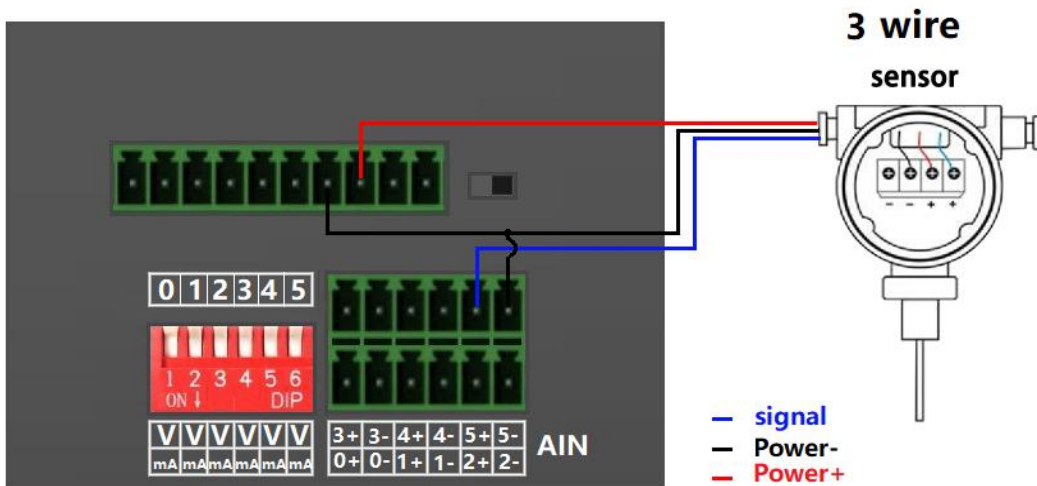 3 wire
sensor
0 1 2 3 4 5
1 2 3 4 5 6
ON ↓ DIP
V V V V V V
mA mA mA mA mA mA
3+ 3- 4+ 4- 5+ 5-
0+ 0- 1+ 1- 2+ 2-
AIN
- - + +
signal
Power-
Power+